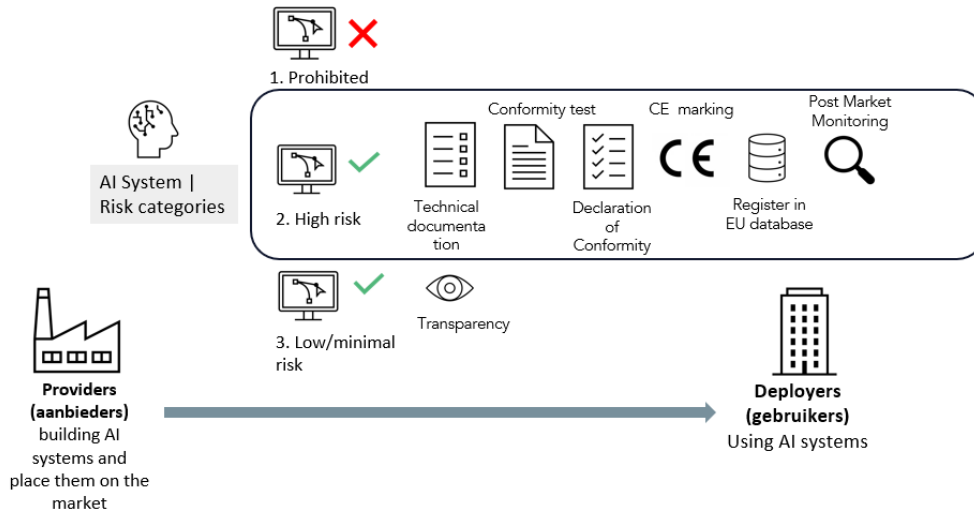 1. Prohibited
AI System |
Risk categories
Conformity test
CE marking
Post Market
Monitoring
CE
2. High risk
Technical
documenta
tion
Declaration
of
Conformity
Register in
EU database
3. Low/minimal
risk
Transparency
Providers
(aanbieders)
building AI
systems and
place them on the
market
Deployers
(gebruikers)
Using AI systems